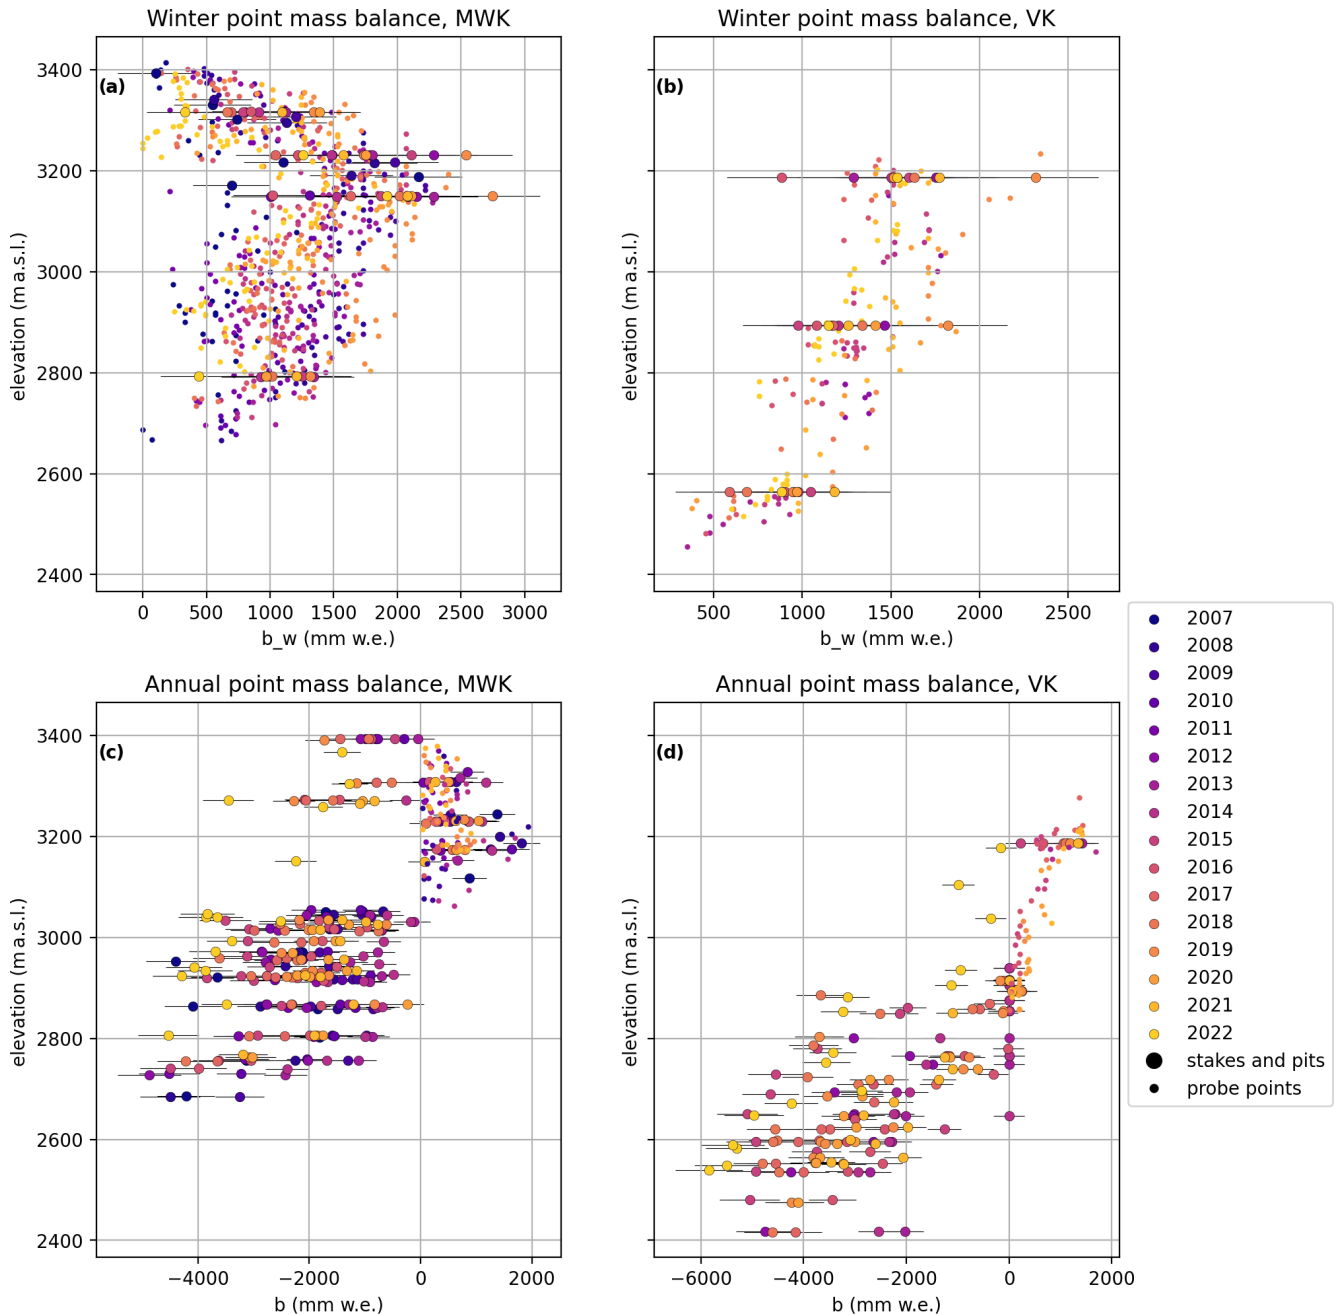 Winter point mass balance, MWK
Winter point mass balance, VK
(a)
(b)
3400
3200
3000
2800
2600
2400
elevation (m a.s.l.)
elevation (m a.s.l.)
0 500 1000 1500 2000 2500 3000
500 1000 1500 2000 2500
b_w (mm w.e.)
b_w (mm w.e.)
Annual point mass balance, MWK
Annual point mass balance, VK
(c)
(d)
3400
3200
3000
2800
2600
2400
elevation (m a.s.l.)
elevation (m a.s.l.)
−4000 −2000 0 2000
−6000 −4000 −2000 0 2000
b (mm w.e.)
b (mm w.e.)
2007
2008
2009
2010
2011
2012
2013
2014
2015
2016
2017
2018
2019
2020
2021
2022
stakes and pits
probe points